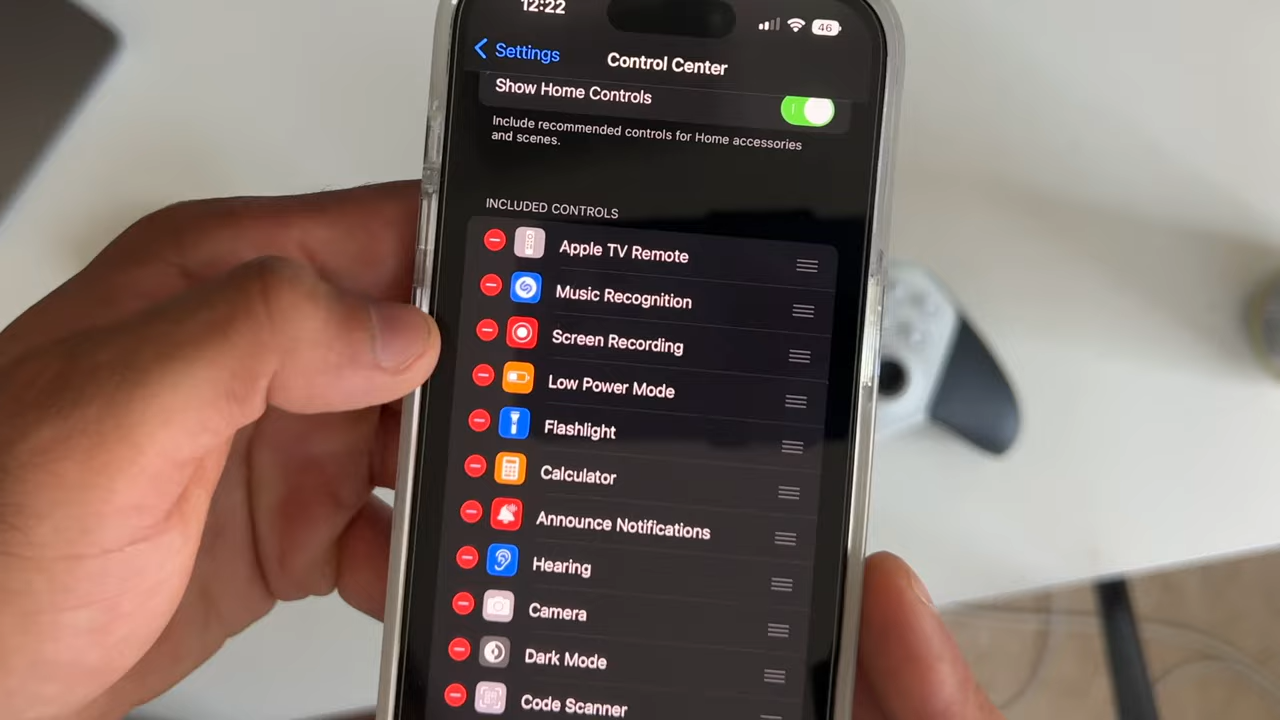 12:22
46
Settings
Control Center
Show Home Controls
Include recommended controls for Home accessories
and scenes.
INCLUDED CONTROLS
Apple TV Remote
Music Recognition
Screen Recording
Low Power Mode
Flashlight
Calculator
Announce Notifications
Hearing
Camera
Dark Mode
Code Scanner